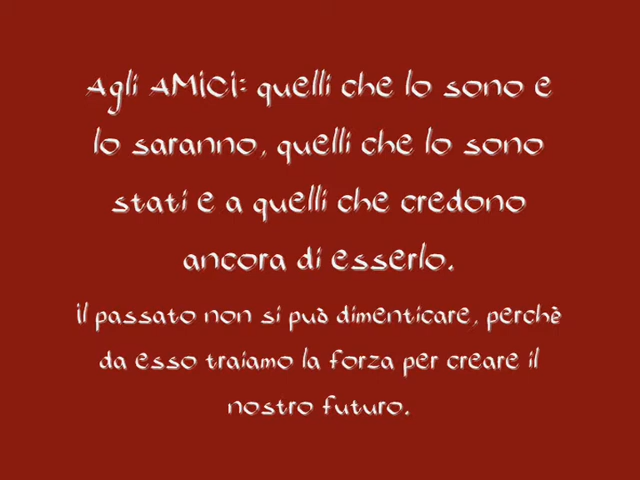 Agli AMICI: quelli che lo sono e
lo saranno, quelli che lo sono
stati e a quelli che credono
ancora di esserlo.
il passato non si può dimenticare, perchè
da esso traiamo la forza per creare il
nostro futuro.